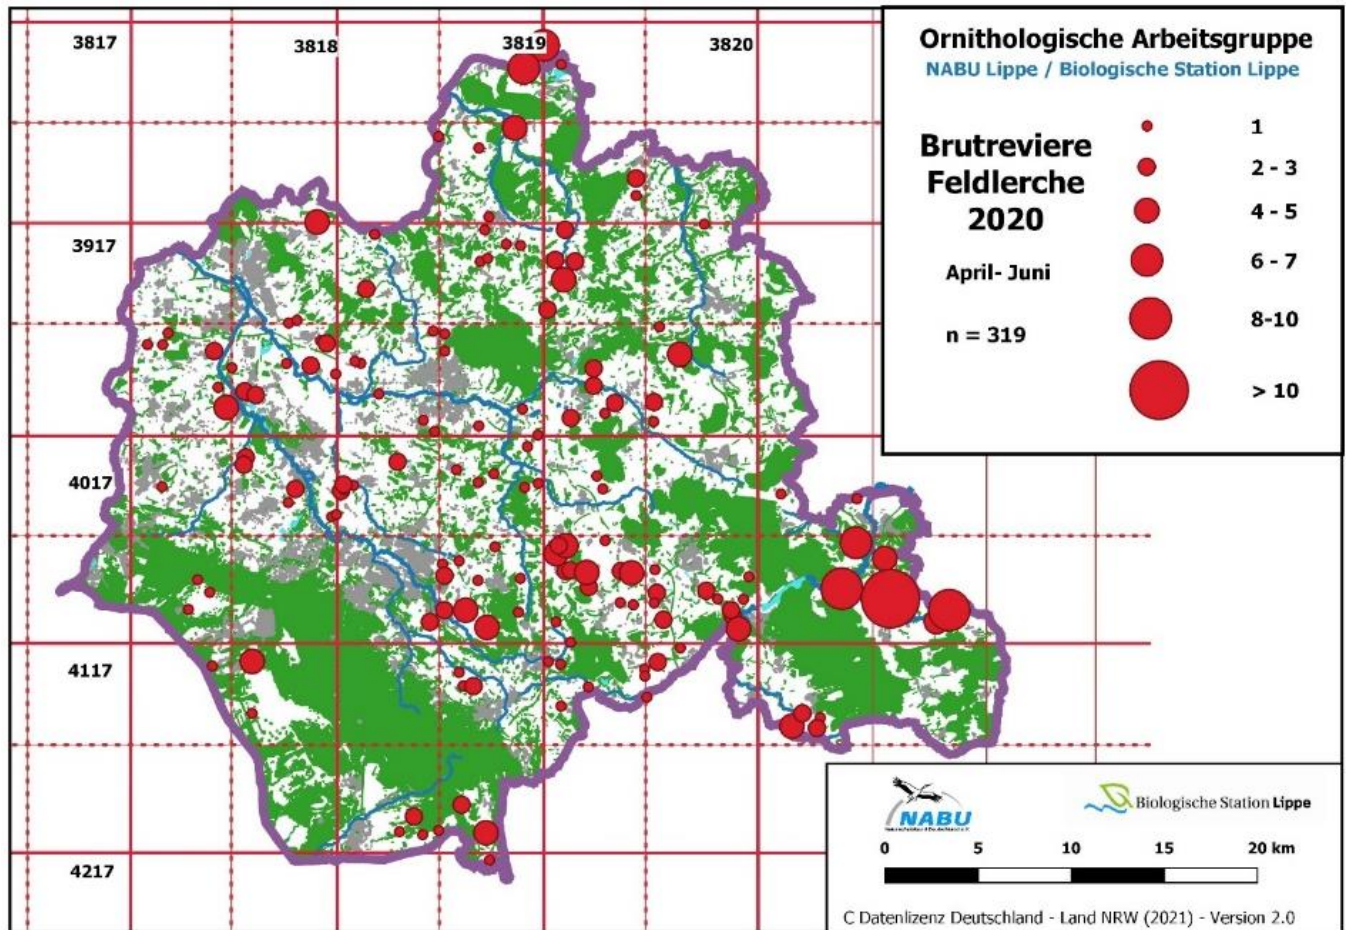 3817
3818
3819
3820
3917
4017
4117
4217
Ornithologische Arbeitsgruppe
NABU Lippe / Biologische Station Lippe
Brutreviere
Feldlerche
2020
April- Juni
n = 319
1
2 - 3
4 - 5
6 - 7
8-10
> 10
NABU
Biologische Station Lippe
0 5 10 15 20 km
C Datenlizenz Deutschland - Land NRW (2021) - Version 2.0